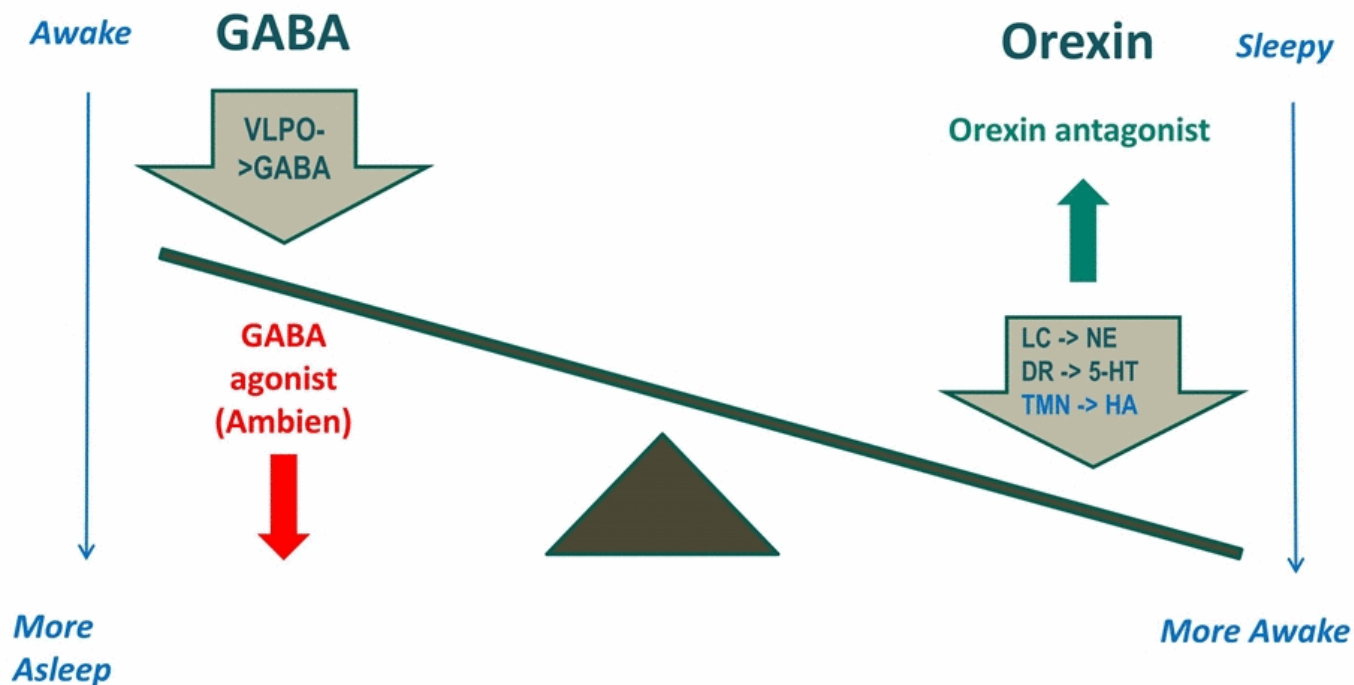 Awake
GABA
Orexin
Sleepy
VLPO-
>GABA
Orexin antagonist
GABA
agonist
(Ambien)
LC -> NE
DR -> 5-HT
TMN -> HA
More
Asleep
More Awake